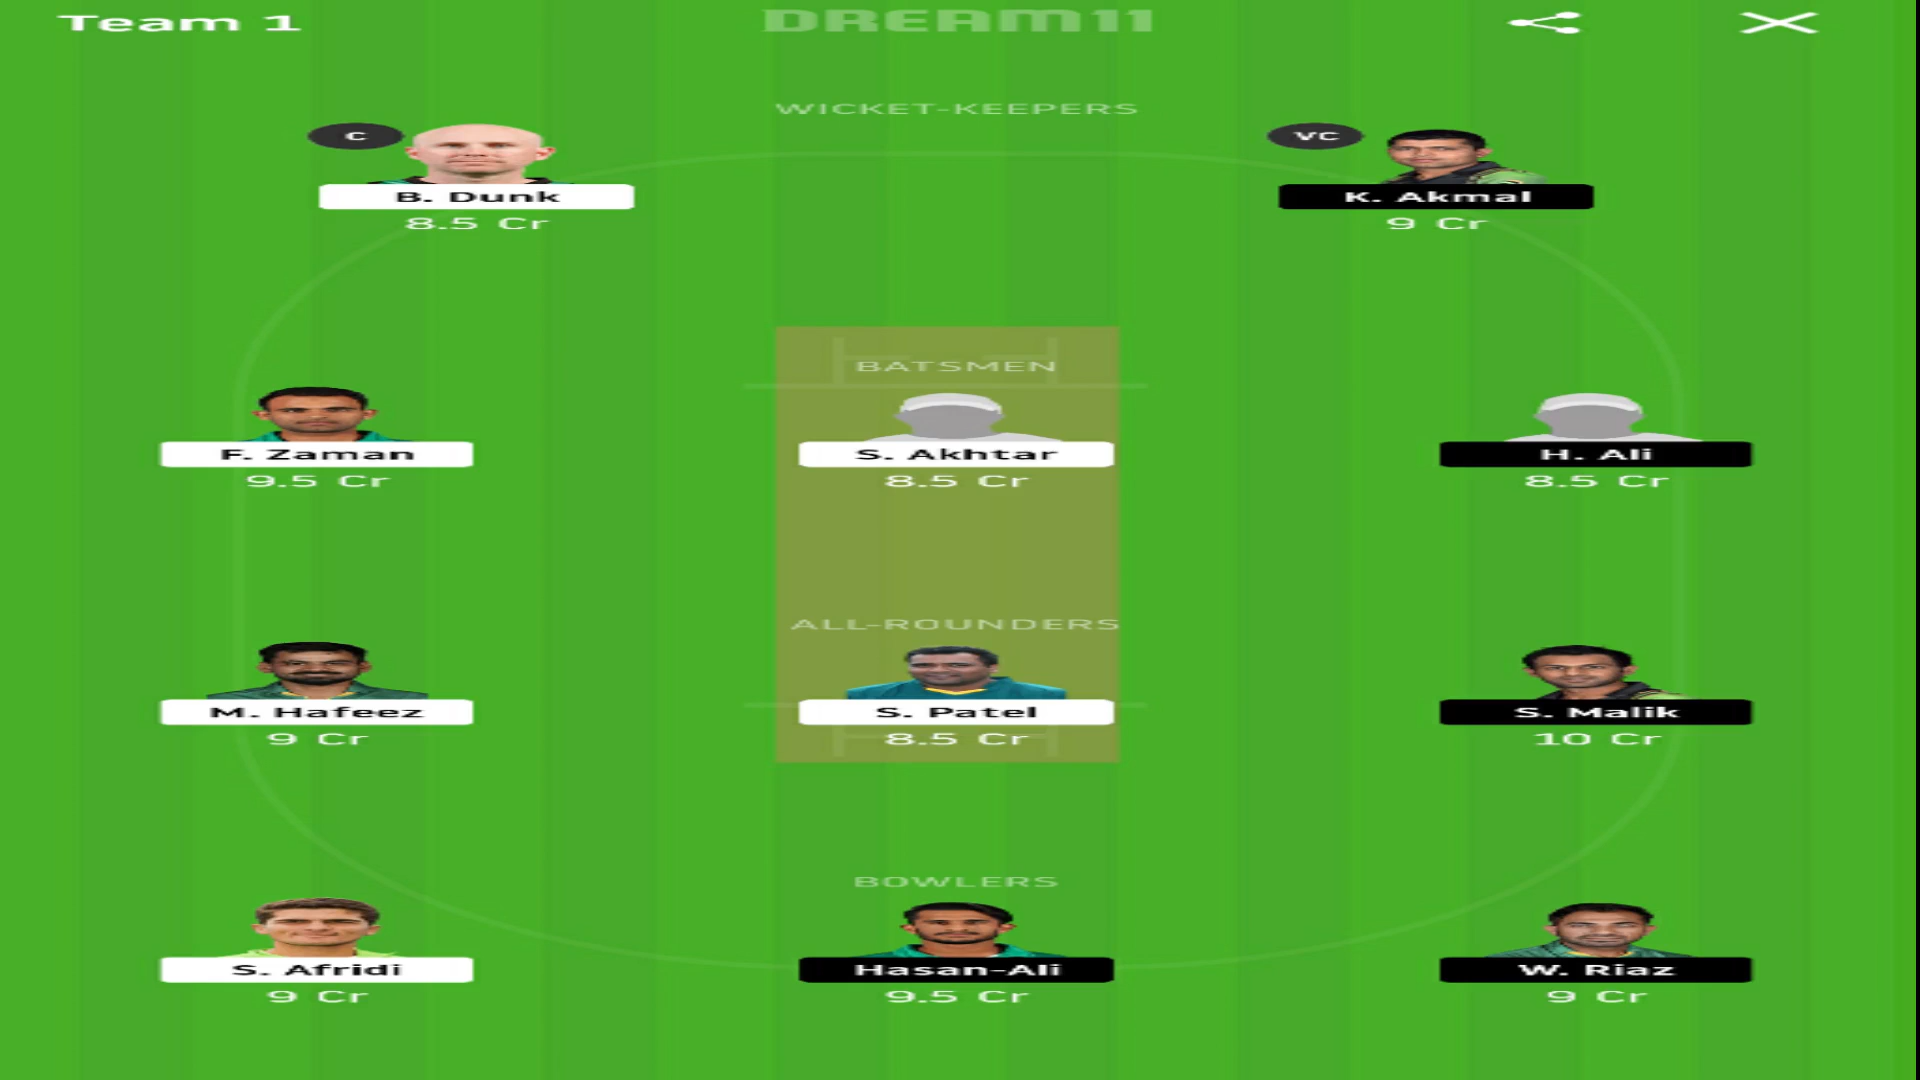 Team 1
DREAM11
WICKET-KEEPERS
C
VC
B. Dunk
K. Akmal
8.5 Cr
9 Cr
BATSMEN
F. Zaman
S. Akhtar
H. Ali
9.5 Cr
8.5 Cr
8.5 Cr
ALL-ROUNDERS
M. Hafeez
S. Patel
S. Malik
9 Cr
8.5 Cr
10 Cr
BOWLERS
S. Afridi
Hasan-Ali
W. Riaz
9 Cr
9.5 Cr
9 Cr